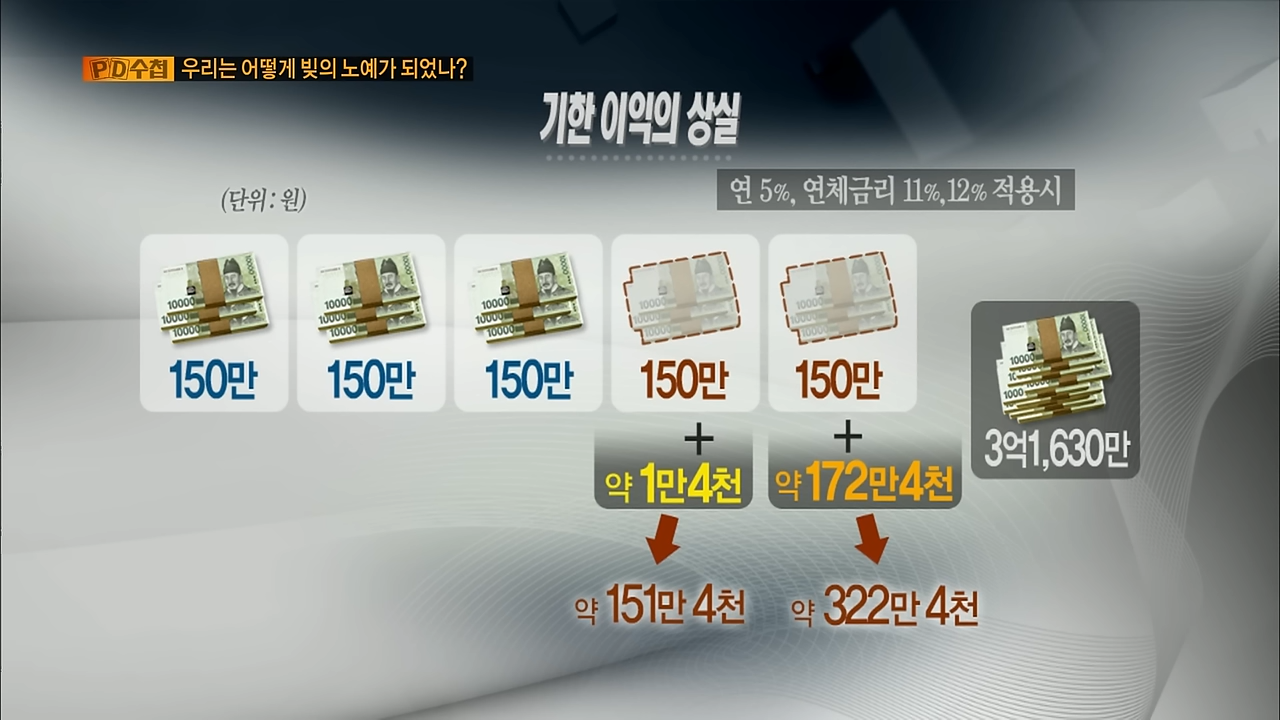 PD수첩 우리는 어떻게 빚의 노예가 되었나?
기한 이익의 상실
(단위: 원)
연 5%, 연체금리 11%,12% 적용시
150만 150만 150만 150만 150만
+ +
약 1만4천 약 172만4천
3억1,630만
약 151만 4천 약 322만 4천